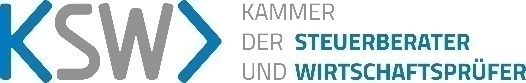 KSW
KAMMER
DER STEUERBERATER
UND WIRTSCHAFTSPRÜFER